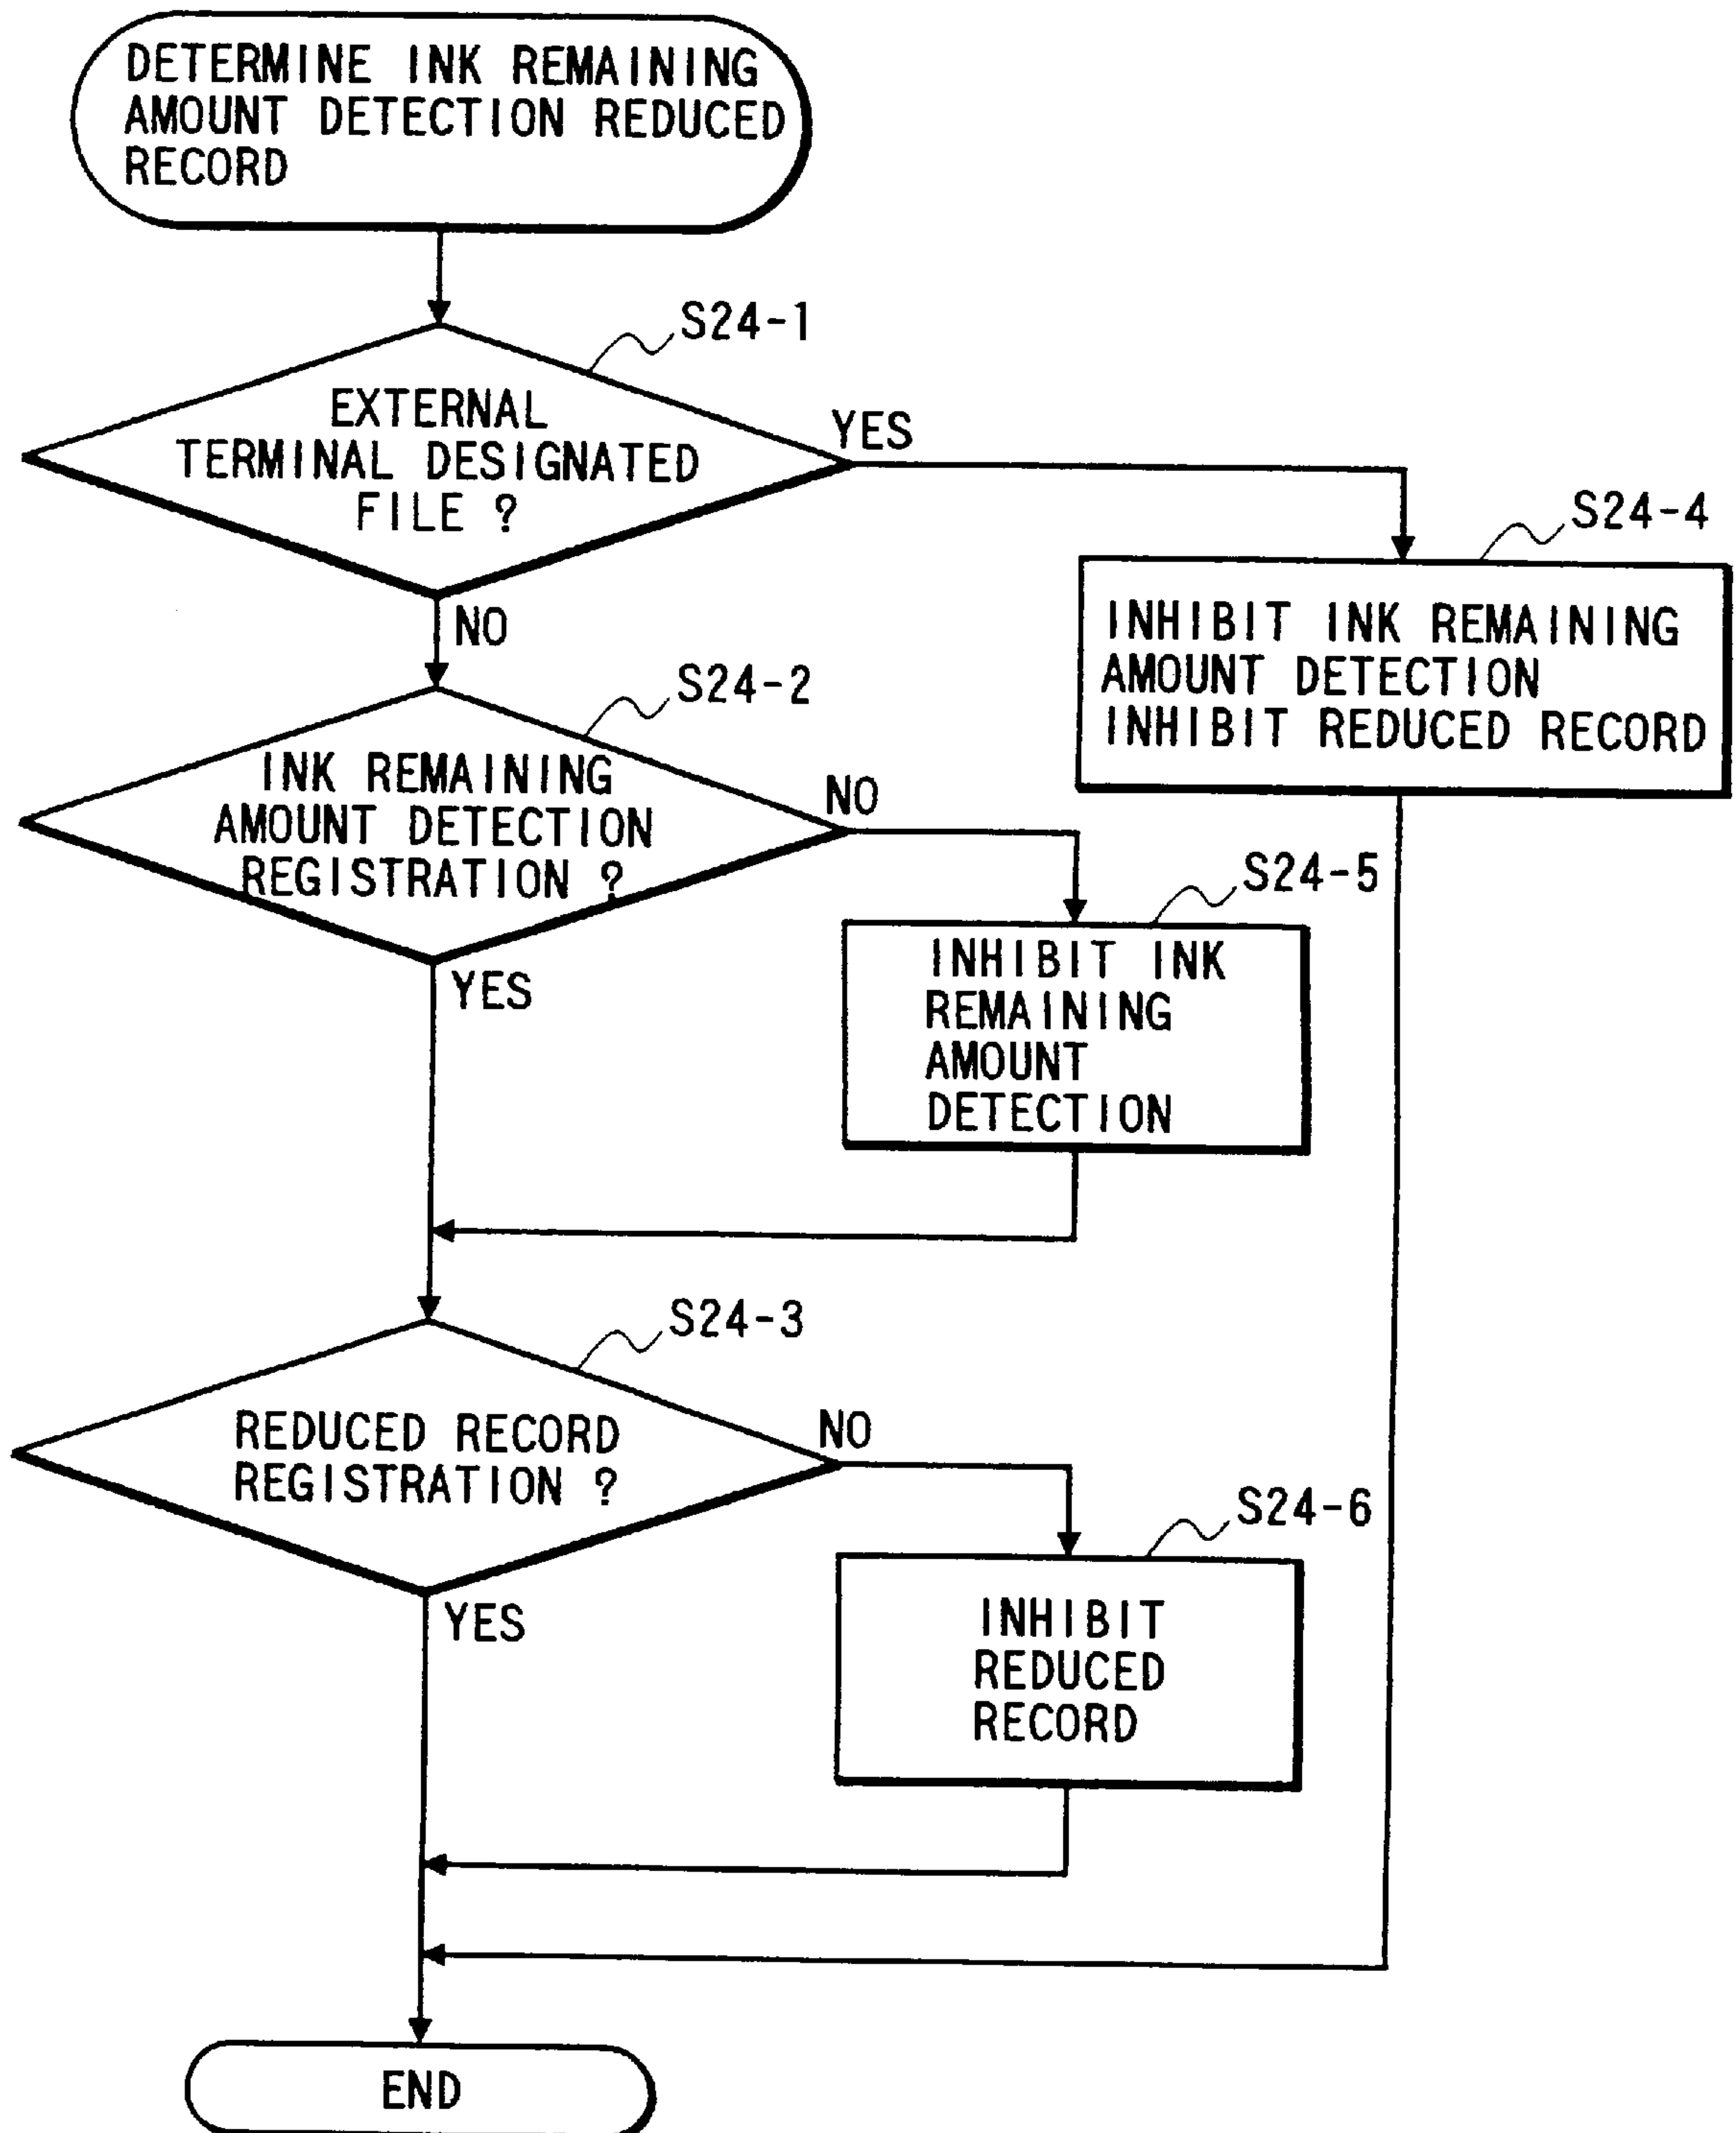 DETERMINE INK REMAINING
AMOUNT DETECTION REDUCED
RECORD
S24-1
EXTERNAL
TERMINAL DESIGNATED
FILE ?
YES
NO
S24-4
INHIBIT INK REMAINING
AMOUNT DETECTION
INHIBIT REDUCED RECORD
S24-2
INK REMAINING
AMOUNT DETECTION
REGISTRATION ?
NO
YES
S24-5
INHIBIT INK
REMAINING
AMOUNT
DETECTION
S24-3
REDUCED RECORD
REGISTRATION ?
NO
YES
S24-6
INHIBIT
REDUCED
RECORD
END